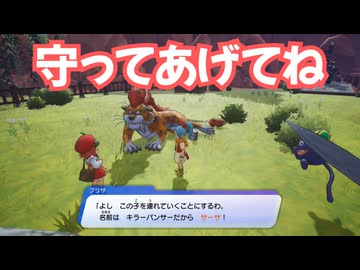 守ってあげてね
プリサ
「よし この子を連れていくことにするわ。
名前は キラーパンサーだから サーサ！